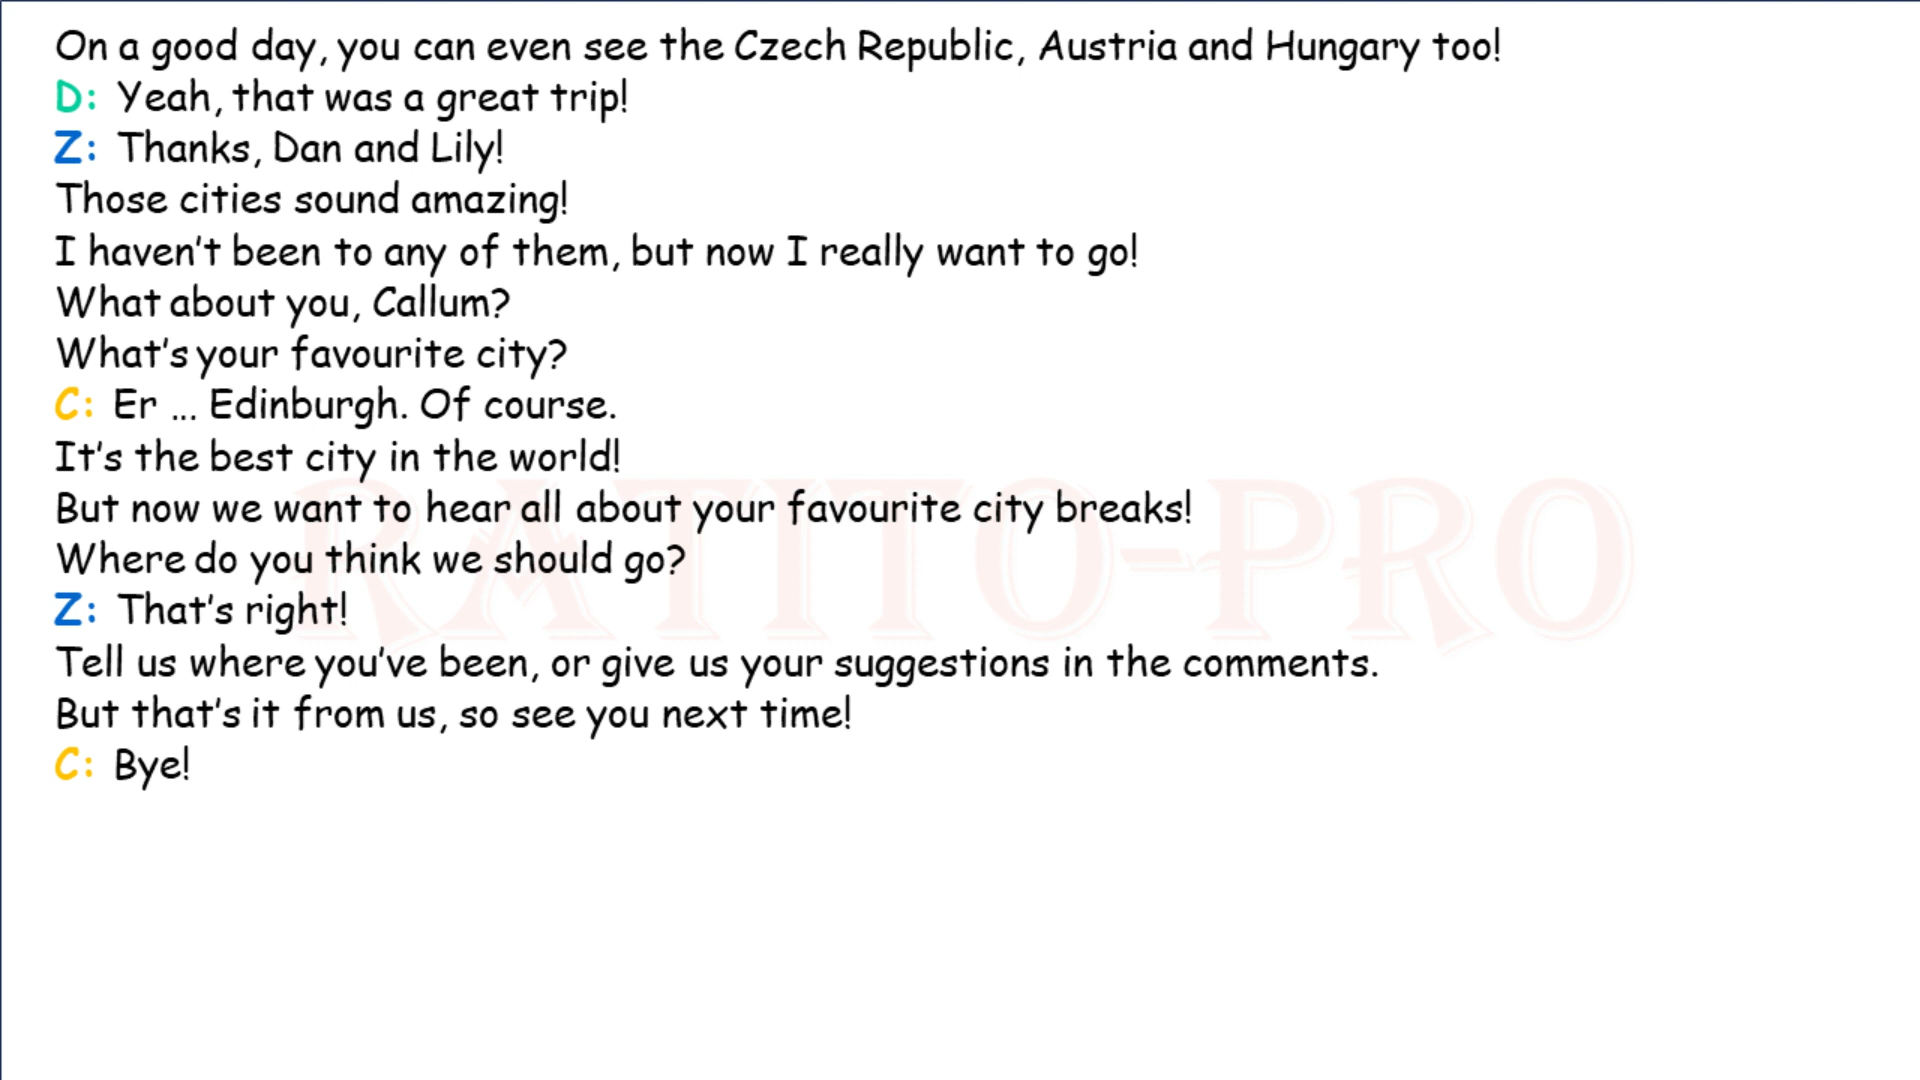 On a good day, you can even see the Czech Republic, Austria and Hungary too!
D: Yeah, that was a great trip!
Z: Thanks, Dan and Lily!
Those cities sound amazing!
I haven't been to any of them, but now I really want to go!
What about you, Callum?
What's your favourite city?
C: Er ... Edinburgh. Of course.
It's the best city in the world!
But now we want to hear all about your favourite city breaks!
Where do you think we should go?
RATITO-PRO
Z: That's right!
Tell us where you've been, or give us your suggestions in the comments.
But that's it from us, so see you next time!
C: Bye!